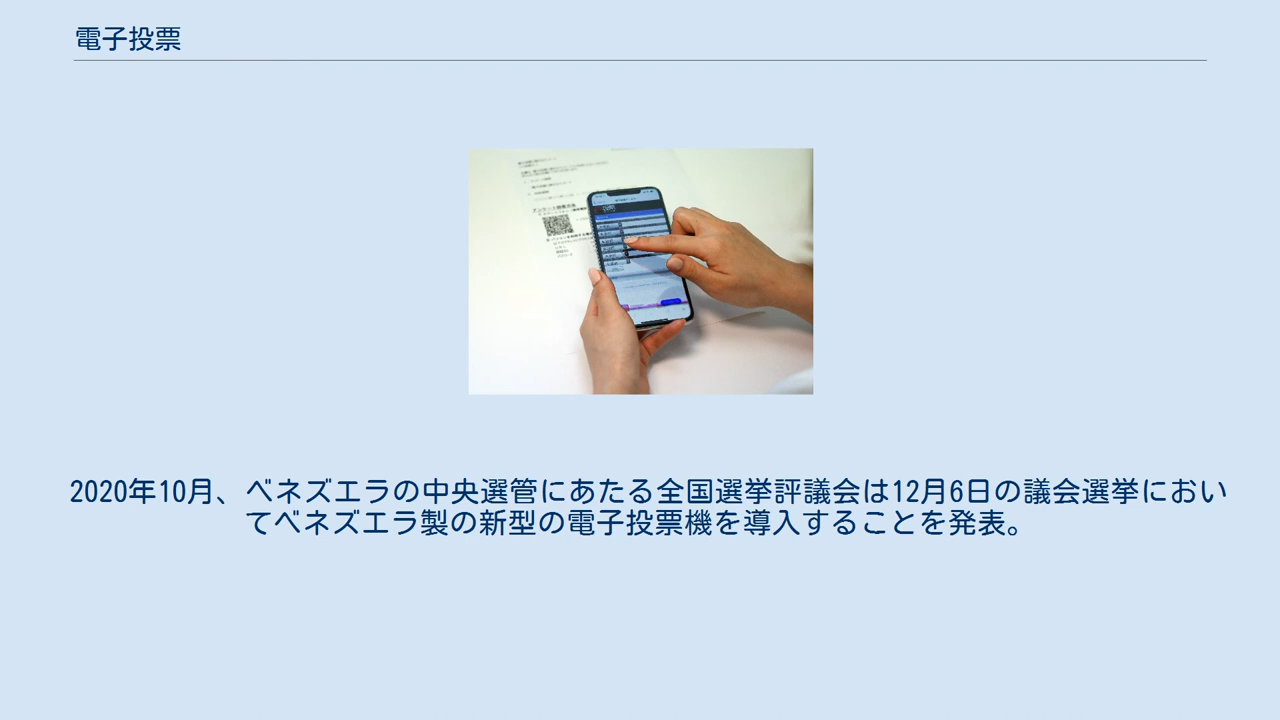 電子投票
2020年10月、ベネズエラの中央選管にあたる全国選挙評議会は12月6日の議会選挙におい
てベネズエラ製の新型の電子投票機を導入することを発表。